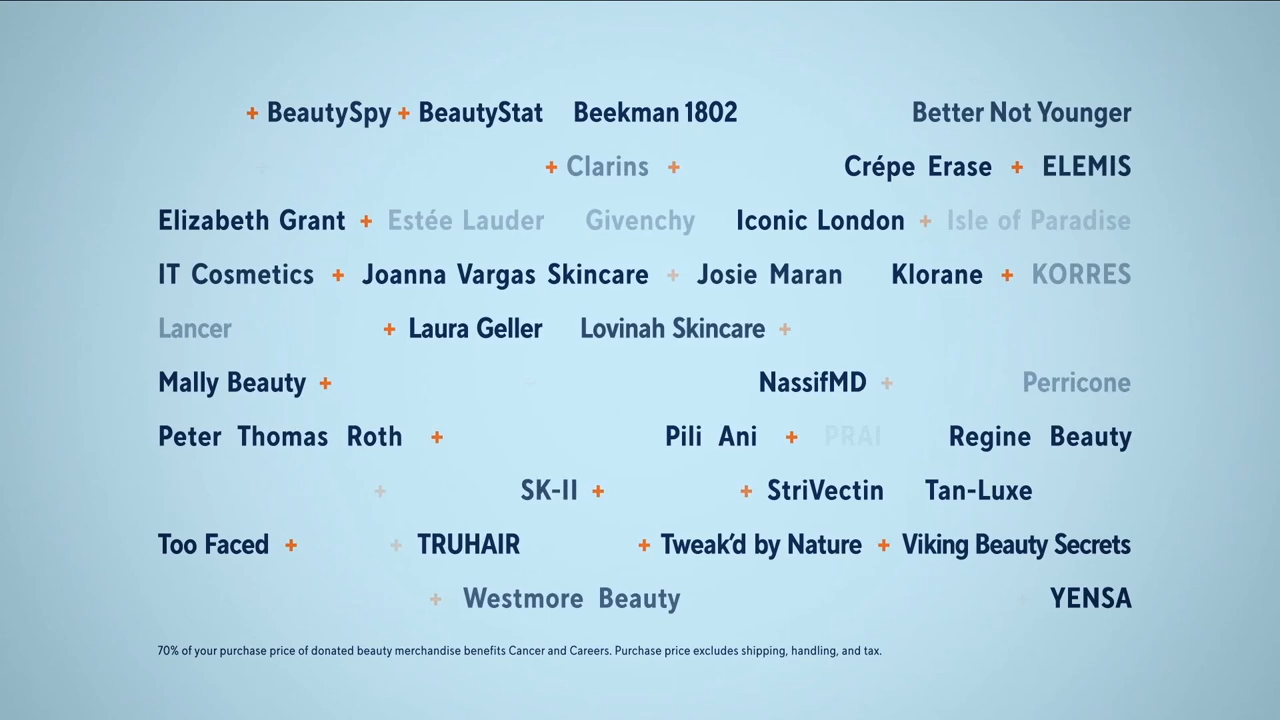 + BeautySpy + BeautyStat Beekman 1802 Better Not Younger
+ Clarins + Crépe Erase + ELEMIS
Elizabeth Grant + Estée Lauder Givenchy Iconic London + Isle of Paradise
IT Cosmetics + Joanna Vargas Skincare + Josie Maran Klorane + KORRES
Lancer + Laura Geller Lovinah Skincare +
Mally Beauty + NassifMD + Perricone
Peter Thomas Roth + Pili Ani + PRAI Regine Beauty
+ SK-II + + StriVectin Tan-Luxe
Too Faced + + TRUHAIR + Tweak'd by Nature + Viking Beauty Secrets
+ Westmore Beauty YENSA
70% of your purchase price of donated beauty merchandise benefits Cancer and Careers. Purchase price excludes shipping, handling, and tax.